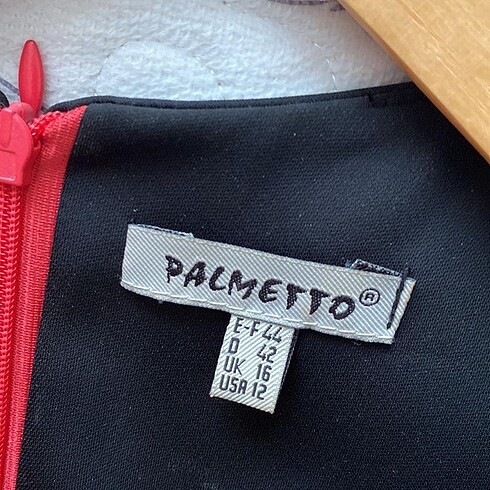 PALMETTO ®
E-F 44
D 42
UK 16
USA 12